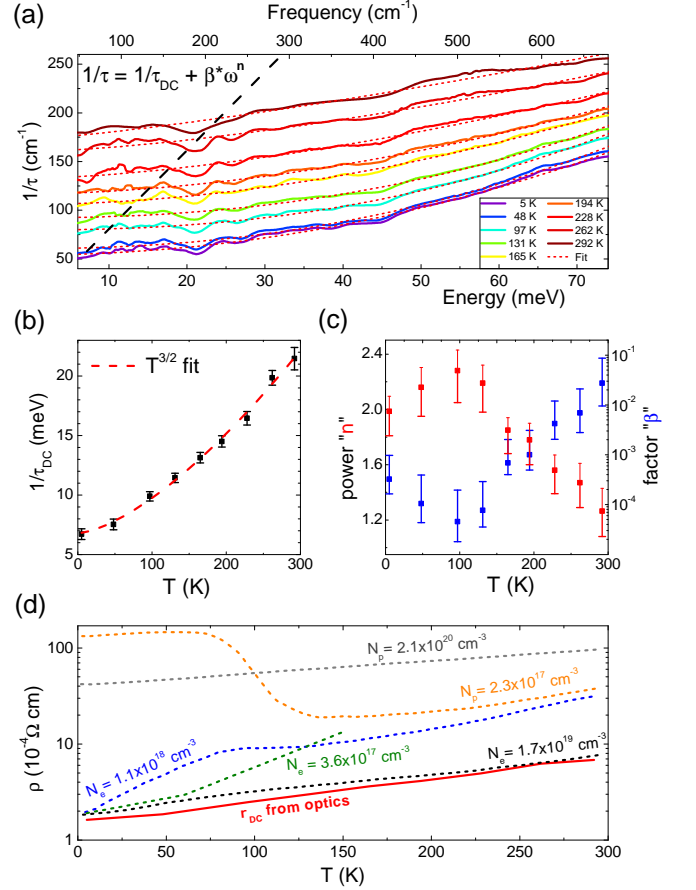 (a)
Frequency (cm⁻¹)
100 200 300 400 500 600
1/τ = 1/τ_DC + β*ωⁿ
1/τ (cm⁻¹)
250
200
150
100
50
5 K 194 K
48 K 228 K
97 K 262 K
131 K 292 K
165 K Fit
10 20 30 40 50 60 70
Energy (meV)
(b)
T^3/2 fit
1/τ_DC (meV)
20
15
10
5
0 100 200 300
T (K)
(c)
power "n"
2.4
2.0
1.6
1.2
factor "β"
10⁻¹
10⁻²
10⁻³
10⁻⁴
0 50 100 150 200 250 300
T (K)
(d)
ρ (10⁻⁴Ω cm)
100
10
1
N_p = 2.1x10²⁰ cm⁻³
N_p = 2.3x10¹⁷ cm⁻³
N_e = 1.1x10¹⁸ cm⁻³
N_e = 3.6x10¹⁷ cm⁻³
N_e = 1.7x10¹⁹ cm⁻³
r_DC from optics
0 50 100 150 200 250 300
T (K)